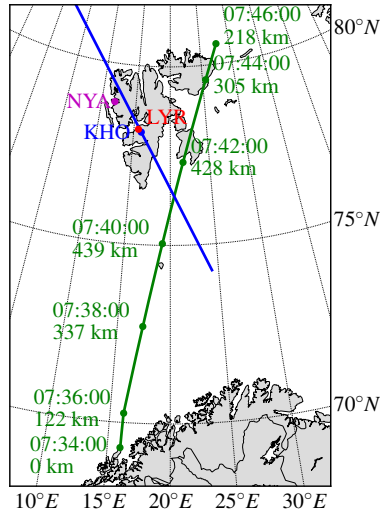 07:46:00
218 km
80°N
07:44:00
305 km
NYA
LYR
KHO
07:42:00
428 km
75°N
07:40:00
439 km
07:38:00
337 km
07:36:00
122 km
70°N
07:34:00
0 km
10°E 15°E 20°E 25°E 30°E